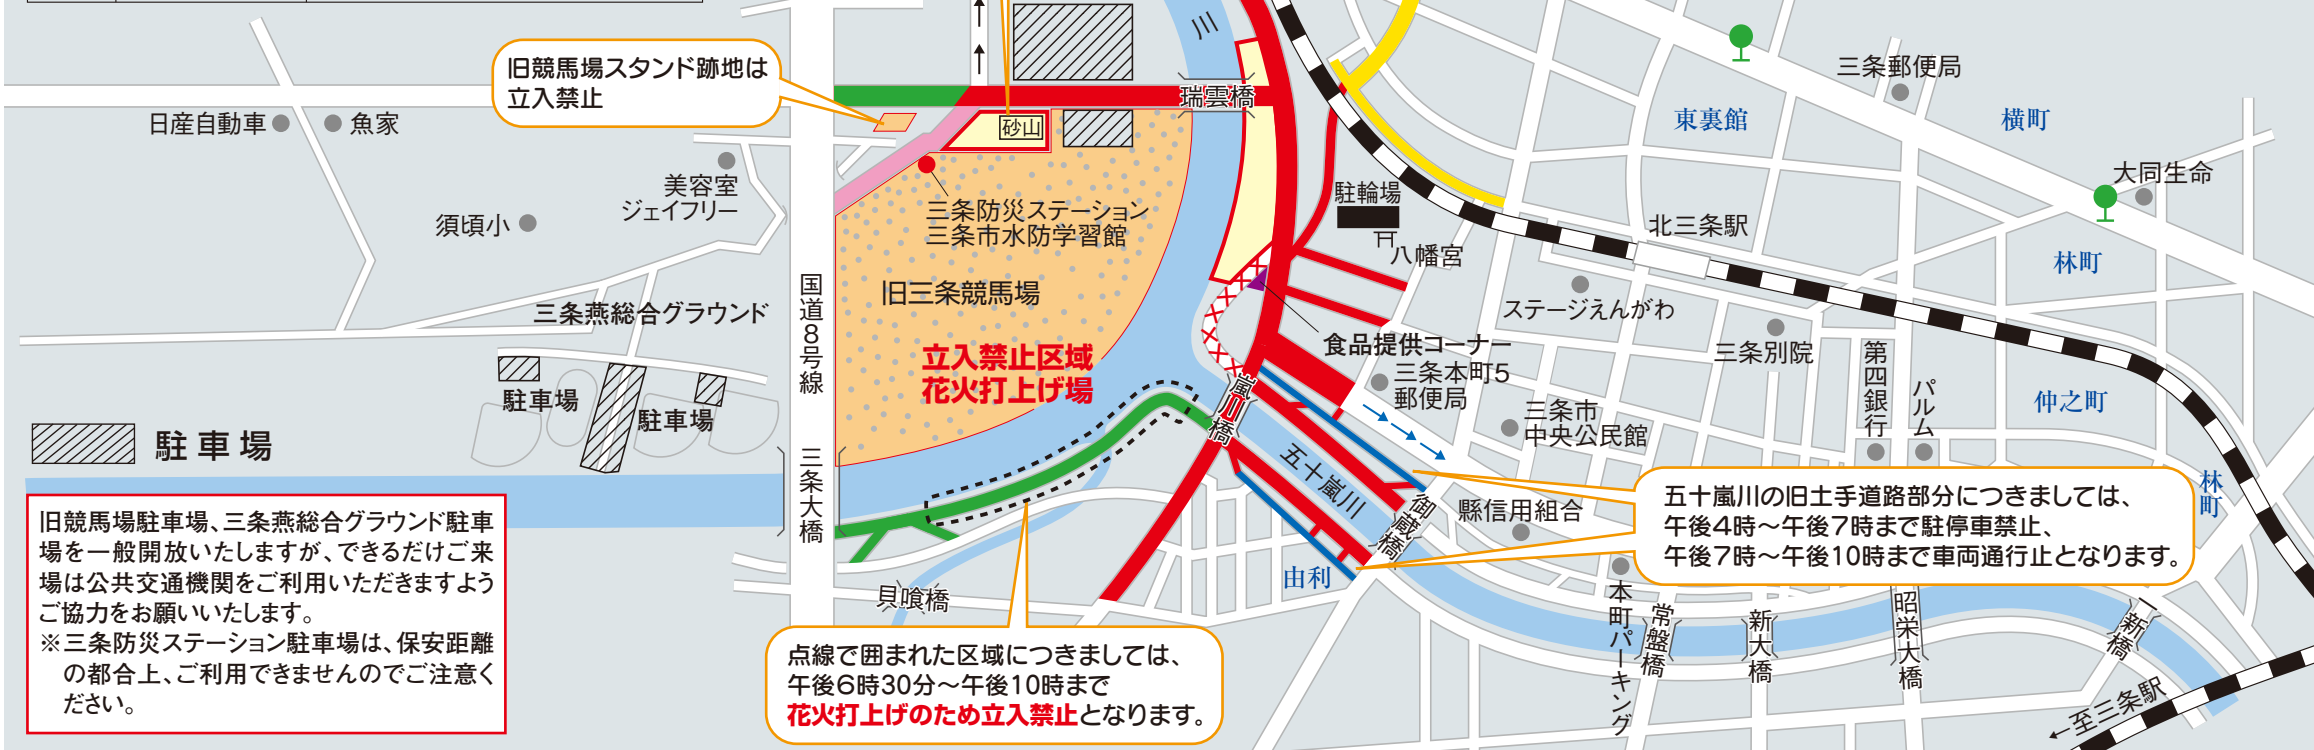 旧競馬場スタンド跡地は
立入禁止
川
瑞雲橋
三条郵便局
日産自動車
魚家
砂山
東裏館
横町
美容室
ジェイフリー
須頃小
三条防災ステーション
三条市水防学習館
駐輪場
八幡宮
北三条駅
大同生命
林町
国道8号線
旧三条競馬場
三条燕総合グラウンド
ステージえんがわ
食品提供コーナー
三条別院
立入禁止区域
花火打上げ場
三条本町5
郵便局
第四銀行
パルム
仲之町
駐車場
駐車場
駐車場
嵐川橋
三条市
中央公民館
三条大橋
五十嵐川
御蔵橋
縣信用組合
林町
五十嵐川の旧土手道路部分につきましては、
午後4時～午後7時まで駐停車禁止、
午後7時～午後10時まで車両通行止となります。
旧競馬場駐車場、三条燕総合グラウンド駐車
場を一般開放いたしますが、できるだけご来
場は公共交通機関をご利用いただきますよう
ご協力をお願いいたします。
※三条防災ステーション駐車場は、保安距離
の都合上、ご利用できませんのでご注意く
ださい。
貝喰橋
由利
本町パーキング
常盤橋
新大橋
昭栄大橋
一新橋
点線で囲まれた区域につきましては、
午後6時30分～午後10時まで
花火打上げのため立入禁止となります。
←至三条駅